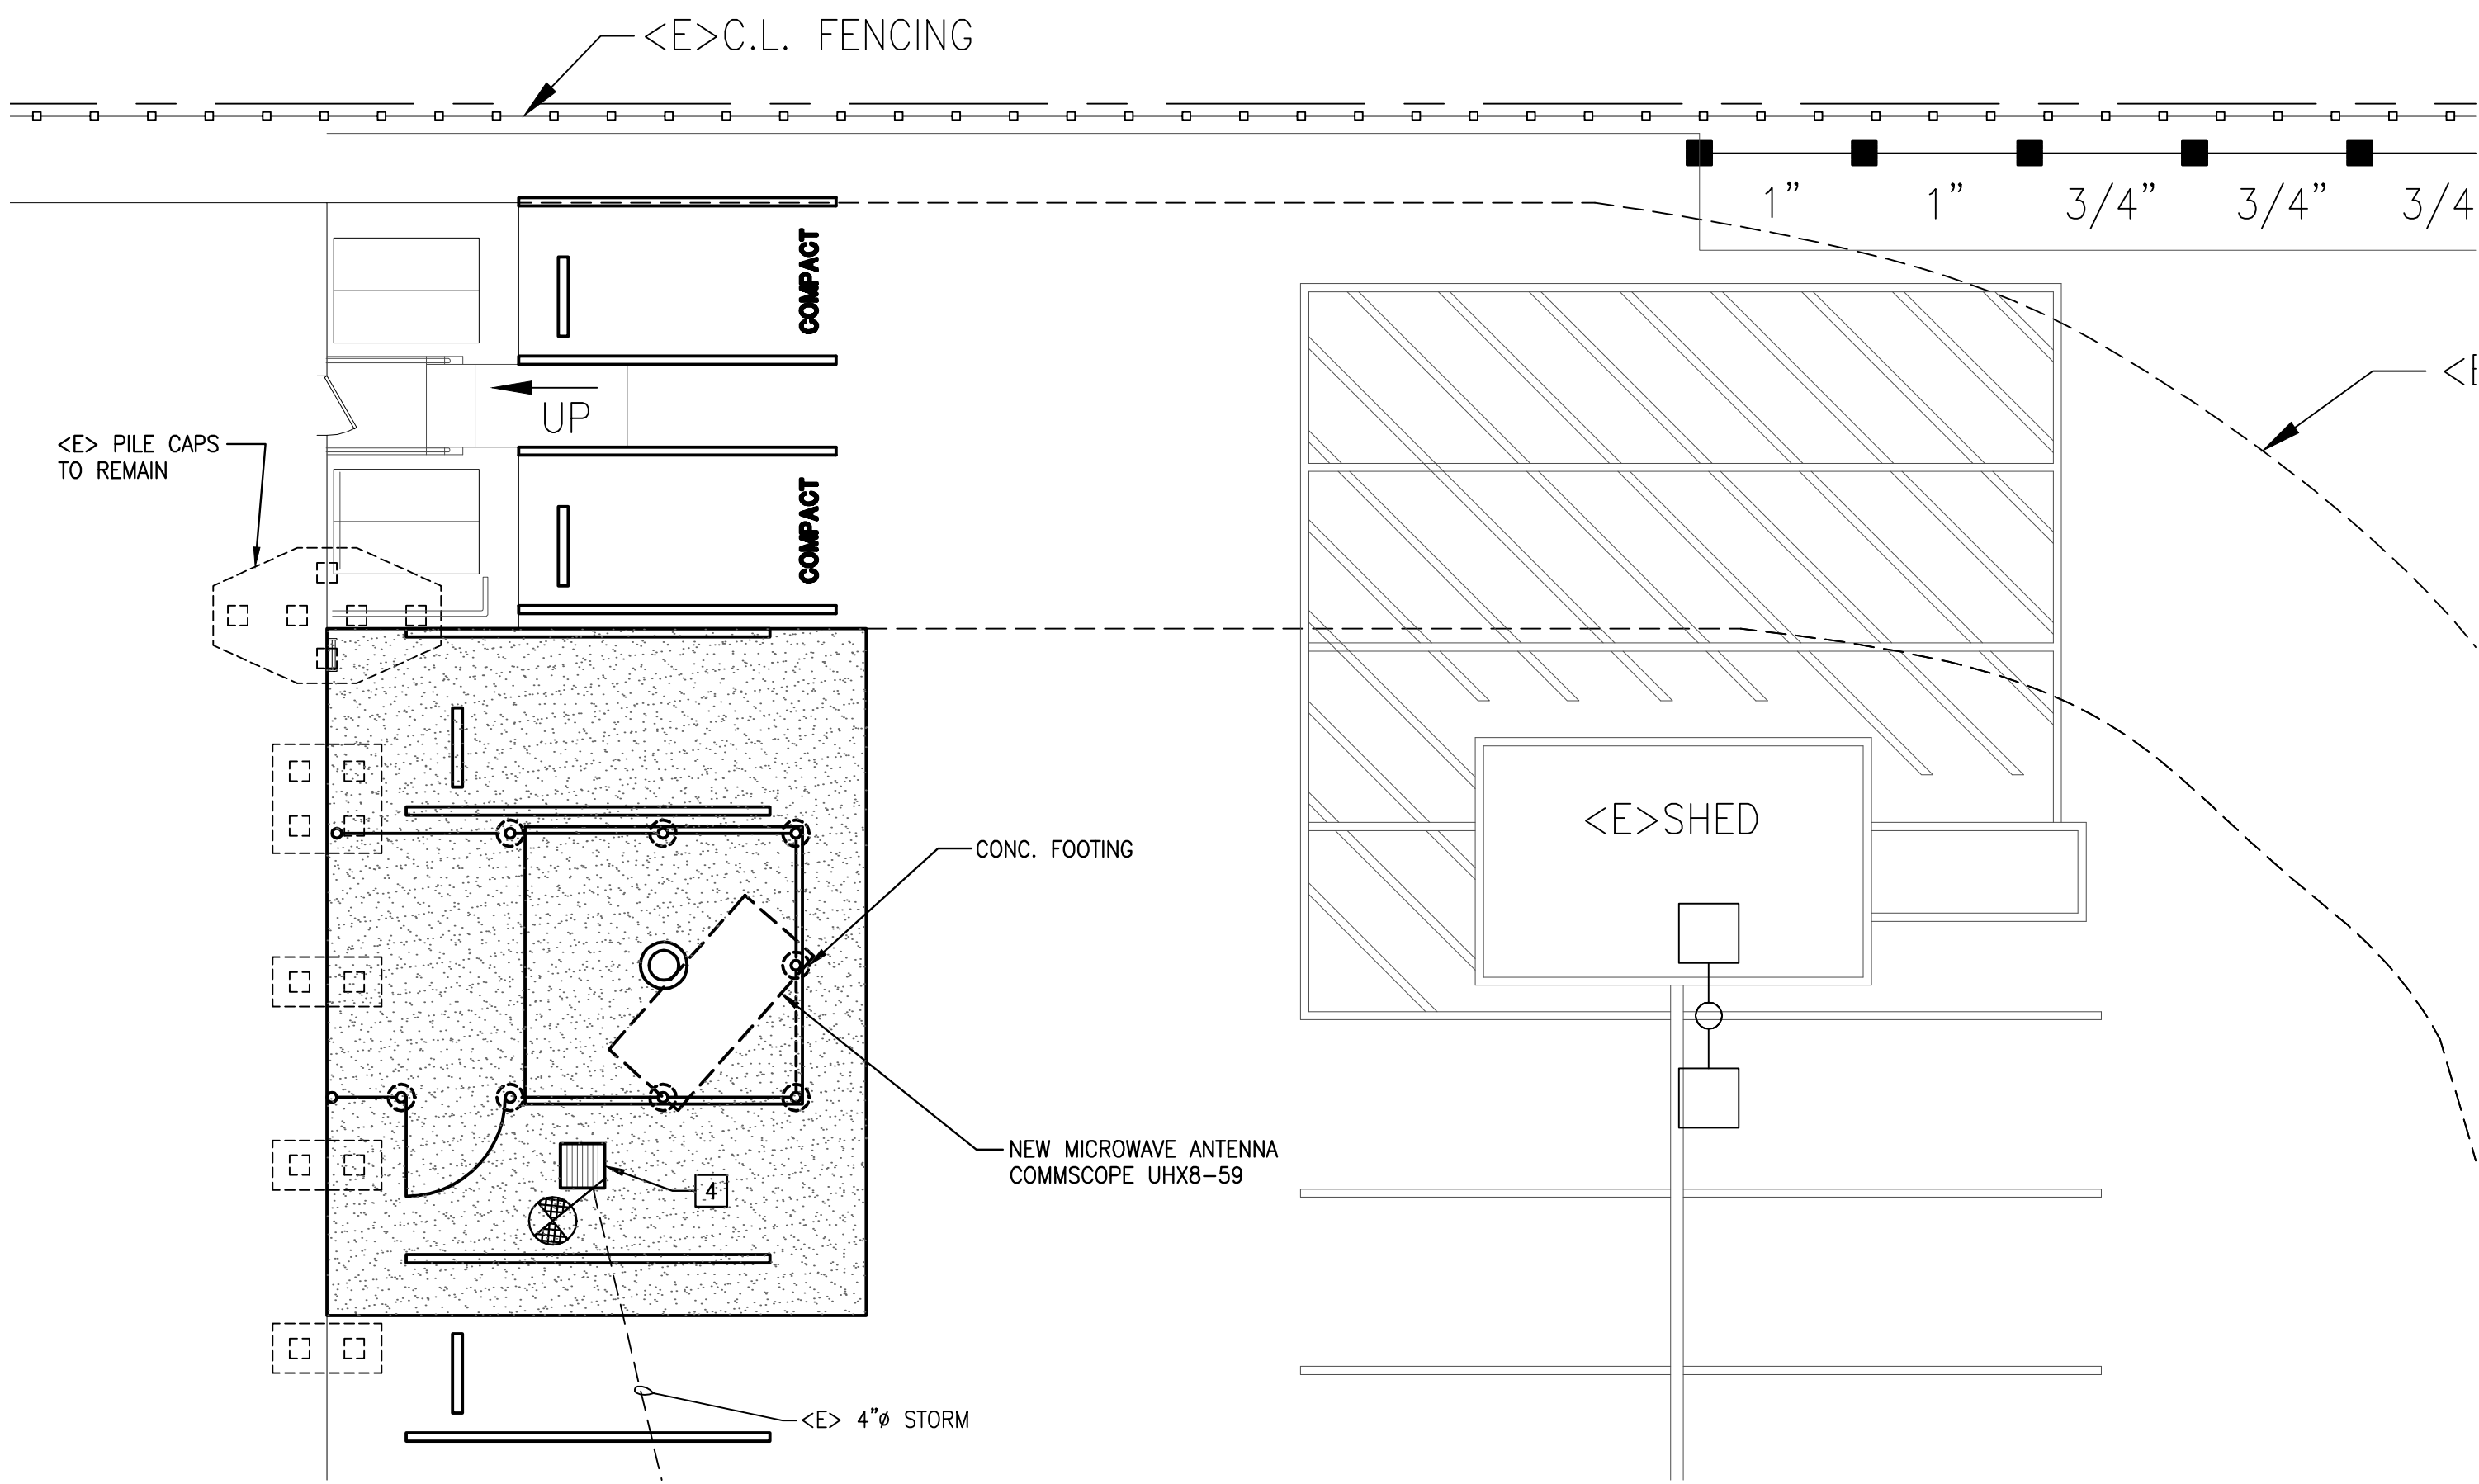 <E>C.L. FENCING
1" 1" 3/4" 3/4" 3/4
COMPACT
<E
UP
<E> PILE CAPS
TO REMAIN
COMPACT
<E>SHED
CONC. FOOTING
NEW MICROWAVE ANTENNA
COMMSCOPE UHX8-59
4
<E> 4"ø STORM